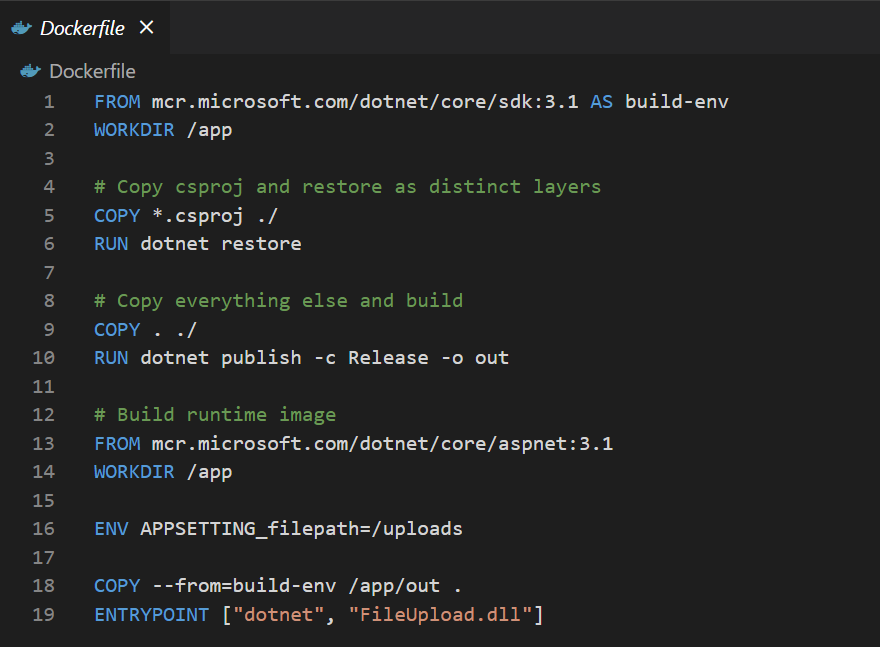 Dockerfile ×
Dockerfile
1 FROM mcr.microsoft.com/dotnet/core/sdk:3.1 AS build-env
2 WORKDIR /app
3
4 # Copy csproj and restore as distinct layers
5 COPY *.csproj ./
6 RUN dotnet restore
7
8 # Copy everything else and build
9 COPY . ../
10 RUN dotnet publish -c Release -o out
11
12 # Build runtime image
13 FROM mcr.microsoft.com/dotnet/core/aspnet:3.1
14 WORKDIR /app
15
16 ENV APPSETTING_filepath=/uploads
17
18 COPY --from=build-env /app/out .
19 ENTRYPOINT ["dotnet", "FileUpload.dll"]